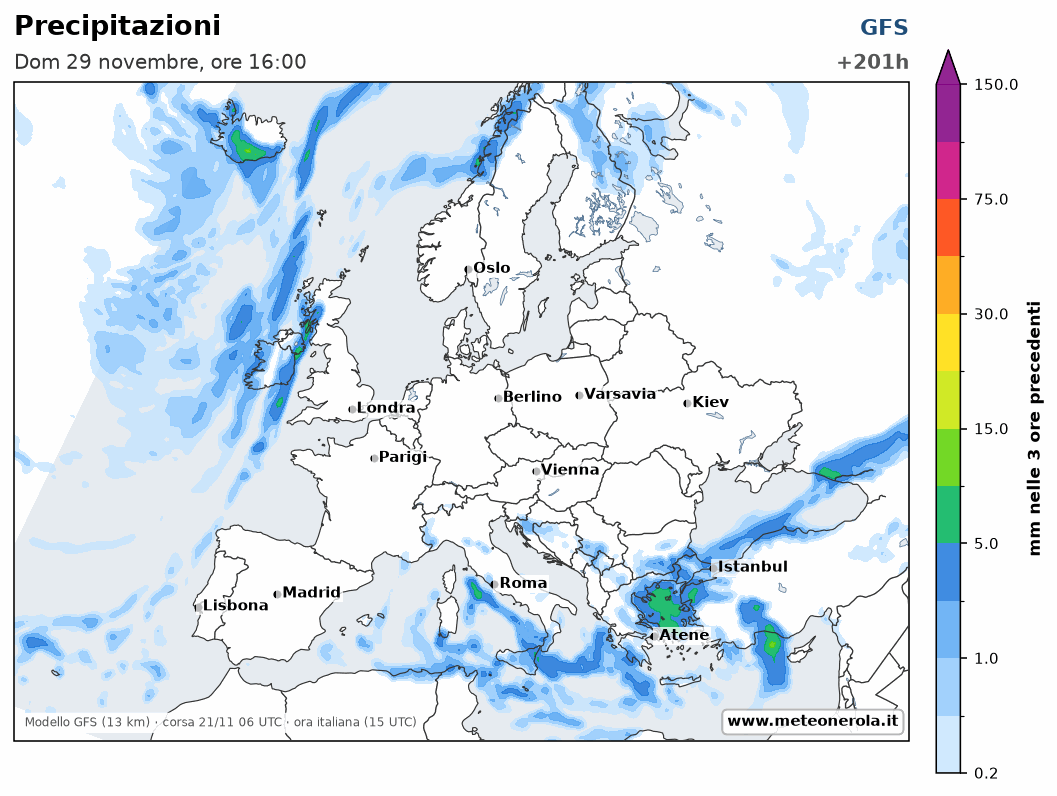 Precipitazioni
GFS
Dom 29 novembre, ore 16:00
+201h
150.0
75.0
30.0
15.0
5.0
1.0
0.2
mm nelle 3 ore precedenti
Oslo
Londra
Berlino
Varsavia
Kiev
Parigi
Vienna
Istanbul
Roma
Madrid
Lisbona
Atene
Modello GFS (13 km) · corsa 21/11 06 UTC · ora italiana (15 UTC)
www.meteonerola.it